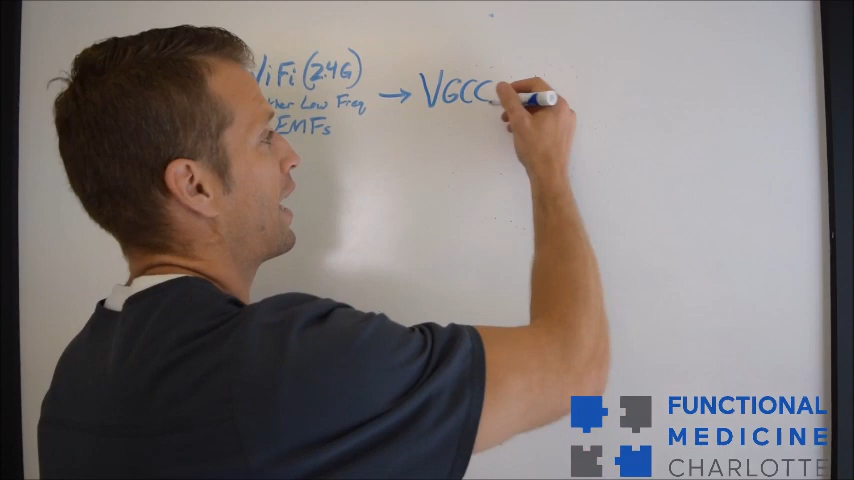 WiFi (2.4G)
Other Low Freq
EMFs
→ VGCC
FUNCTIONAL
MEDICINE
CHARLOTTE